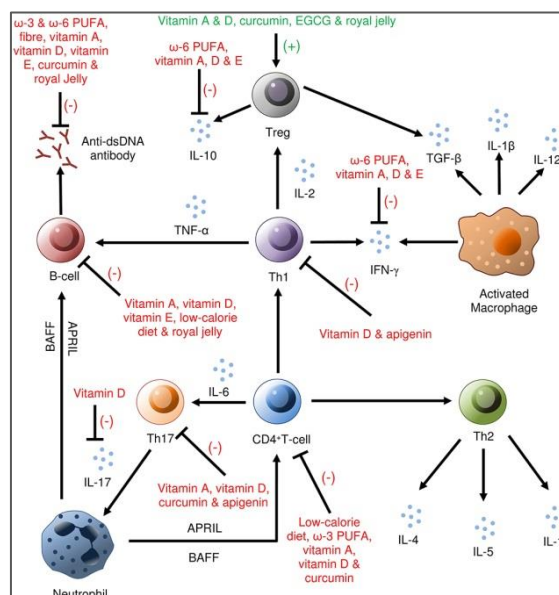 Vitamin A & D, curcumin, EGCG & royal jelly
(+)
ω-3 & ω-6 PUFA,
fibre, vitamin A,
vitamin D, vitamin
E, curcumin &
royal Jelly
(-)
ω-6 PUFA,
vitamin A, D & E
(-)
Anti-dsDNA
antibody
IL-10
Treg
TGF-β
IL-1β
IL-12
IL-2
ω-6 PUFA,
vitamin A, D & E
(-)
TNF-α
B-cell
Th1
IFN-γ
Activated
Macrophage
(-)
Vitamin A, vitamin D,
vitamin E, low-calorie
diet & royal jelly
(-)
Vitamin D & apigenin
BAFF
APRIL
Vitamin D
(-)
IL-17
IL-6
Th17
CD4⁺T-cell
Th2
(-)
Vitamin A, vitamin D,
curcumin & apigenin
(-)
Low-calorie
diet, ω-3 PUFA,
vitamin A,
vitamin D &
curcumin
APRIL
BAFF
IL-4
IL-5
Neutrophil